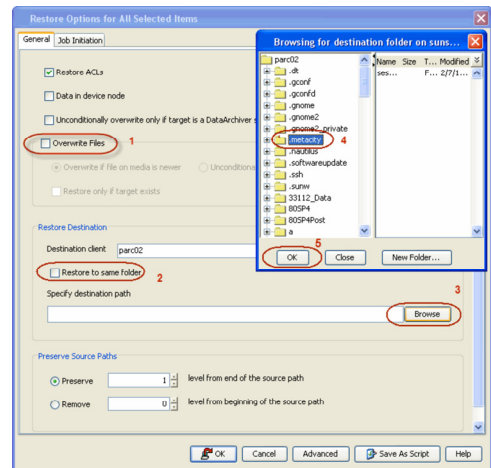 Restore Options for All Selected Items
General
Job Initiation
Restore ACLs
Data in device node
Unconditionally overwrite only if target is a DataArchiver s
Overwrite Files
1
Overwrite if file on media is newer
Unconditiona
Restore only if target exists
Restore Destination
Destination client
parc02
Restore to same folder
2
Specify destination path
3
Browse
Preserve Source Paths
Preserve
1
level from end of the source path
Remove
0
level from beginning of the source path
OK
Cancel
Advanced
Save As Script
Help
Browsing for destination folder on suns...
parc02
.dt
.gconf
.gconfd
.gnome
.gnome2
.gnome2_private
.metacity
4
.nautilus
.softwareupdate
.ssh
.sunw
33112_Data
80SP4
80SP4Post
a
Name Size T... Modified
ses... F... 2/7/1...
5
OK
Close
New Folder...